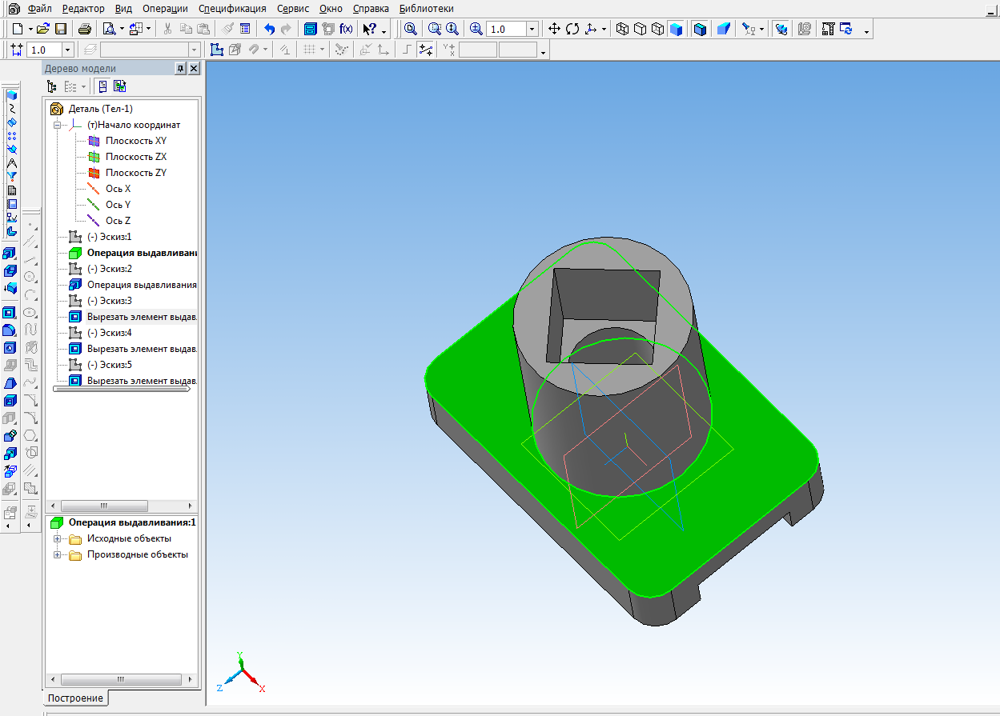 Файл Редактор Вид Операции Спецификация Сервис Окно Справка Библиотеки
f(x) 1.0
1.0
Дерево модели
Деталь (Тел-1)
(т)Начало координат
Плоскость XY
Плоскость ZX
Плоскость ZY
Ось X
Ось Y
Ось Z
(-) Эскиз:1
Операция выдавливани
(-) Эскиз:2
Операция выдавливания
(-) Эскиз:3
Вырезать элемент выдав
(-) Эскиз:4
Вырезать элемент выдав
(-) Эскиз:5
Вырезать элемент выдав
Операция выдавливания:1
Исходные объекты
Производные объекты
Построение
Y
Z
X